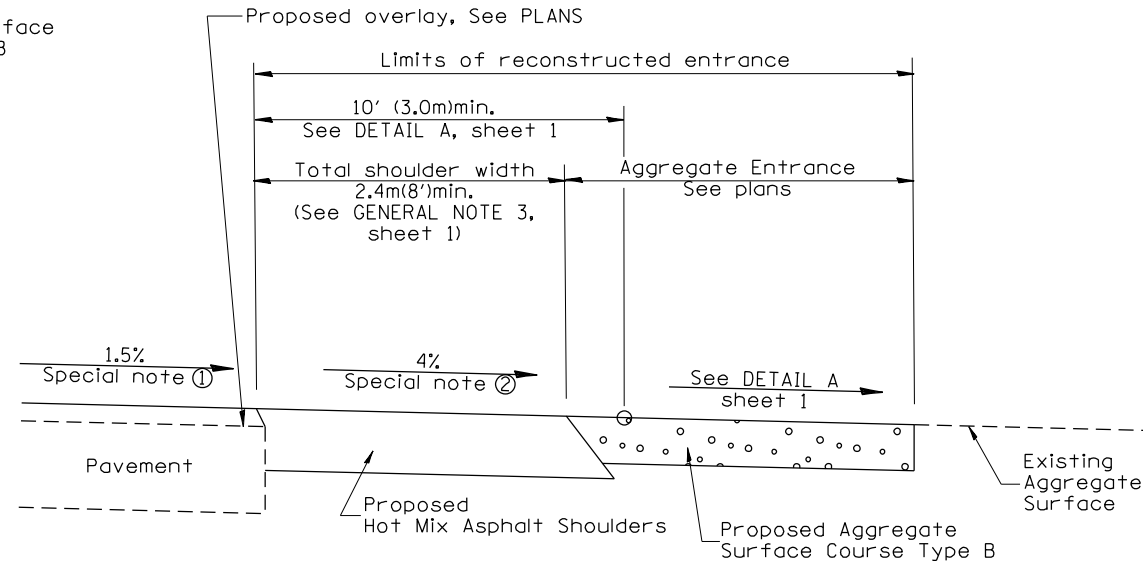 face
B
Proposed overlay, See PLANS
Limits of reconstructed entrance
10' (3.0m)min.
See DETAIL A, sheet 1
Total shoulder width
2.4m(8')min.
(See GENERAL NOTE 3,
sheet 1)
Aggregate Entrance
See plans
1.5%
Special note ①
4%
Special note ②
See DETAIL A
sheet 1
Pavement
Proposed
Hot Mix Asphalt Shoulders
Proposed Aggregate
Surface Course Type B
Existing
Aggregate
Surface